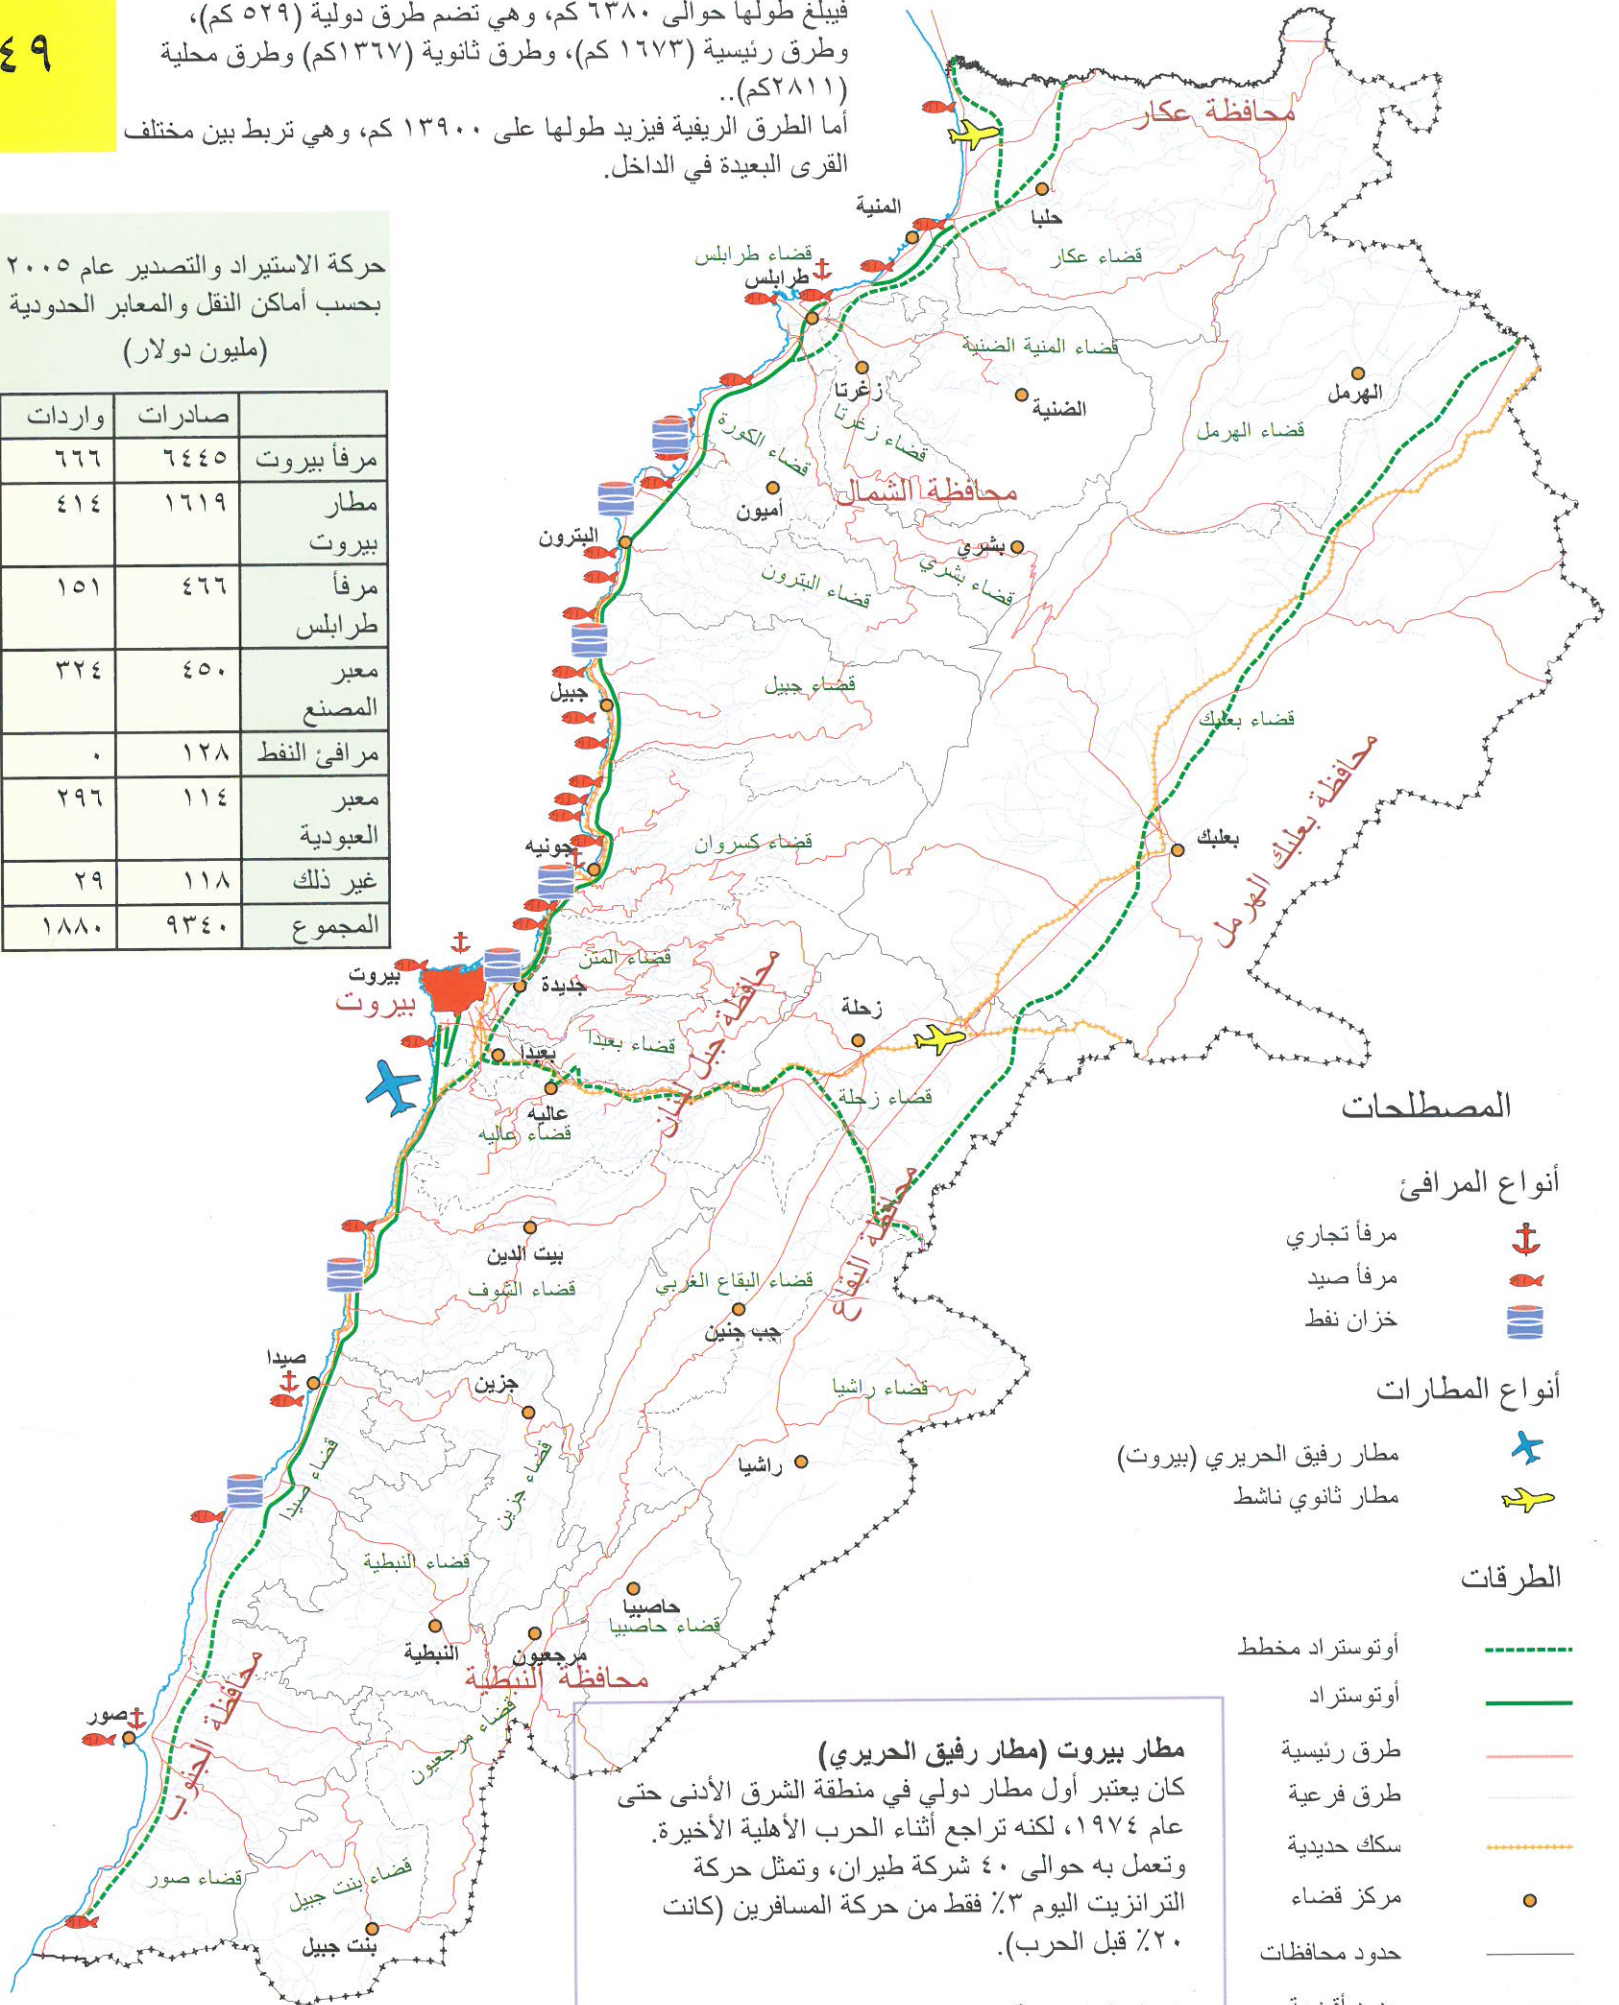 ٤٩
فيبلغ طولها حوالى ٦٣٨٠ كم، وهي تضم طرق دولية (٥٢٩ كم)،
وطرق رئيسية (١٦٧٣ كم)، وطرق ثانوية (١٣٦٧كم) وطرق محلية
(٢٨١١كم)..
أما الطرق الريفية فيزيد طولها على ١٣٩٠٠ كم، وهي تربط بين مختلف
القرى البعيدة في الداخل.
حركة الاستيراد والتصدير عام ٢٠٠٥
بحسب أماكن النقل والمعابر الحدودية
(مليون دولار)
صادرات واردات
مرفأ بيروت ٦٤٤٥ ٦٦٦
مطار ١٦١٩ ٤١٤
بيروت
مرفأ ٤٦٦ ١٥١
طرابلس
معبر ٤٥٠ ٣٢٤
المصنع
مرافئ النفط ١٢٨ ٠
معبر ١١٤ ٢٩٦
العبودية
غير ذلك ١١٨ ٢٩
المجموع ٩٣٤٠ ١٨٨٠
محافظة عكار
حلبا
المنية
قضاء عكار
قضاء طرابلس
طرابلس
قضاء المنية الضنية
زغرتا
الضنية
الهرمل
قضاء الهرمل
قضاء زغرتا
قضاء الكورة
محافظة الشمال
أميون
البترون
بشري
قضاء بشري
قضاء البترون
قضاء جبيل
جبيل
قضاء بعلبك
محافظة بعلبك الهرمل
بعلبك
قضاء كسروان
جونيه
قضاء المتن
جديدة
بيروت
بيروت
محافظة جبل لبنان
زحلة
بعبدا
قضاء بعبدا
عاليه
قضاء عاليه
قضاء زحلة
محافظة البقاع
بيت الدين
قضاء الشوف
قضاء البقاع الغربي
جب جنين
صيدا
جزين
قضاء راشيا
راشيا
قضاء صيدا
قضاء جزين
قضاء النبطية
النبطية
حاصبيا
قضاء حاصبيا
مرجعيون
محافظة النبطية
قضاء مرجعيون
محافظة الجنوب
صور
قضاء صور
قضاء بنت جبيل
بنت جبيل
المصطلحات
أنواع المرافئ
مرفأ تجاري
مرفأ صيد
خزان نفط
أنواع المطارات
مطار رفيق الحريري (بيروت)
مطار ثانوي ناشط
الطرقات
أوتوستراد مخطط
أوتوستراد
طرق رئيسية
طرق فرعية
سكك حديدية
مركز قضاء
حدود محافظات
مطار بيروت (مطار رفيق الحريري)
كان يعتبر أول مطار دولي في منطقة الشرق الأدنى حتى
عام ١٩٧٤، لكنه تراجع أثناء الحرب الأهلية الأخيرة.
وتعمل به حوالى ٤٠ شركة طيران، وتمثل حركة
الترانزيت اليوم ٣٪ فقط من حركة المسافرين (كانت
٢٠٪ قبل الحرب).